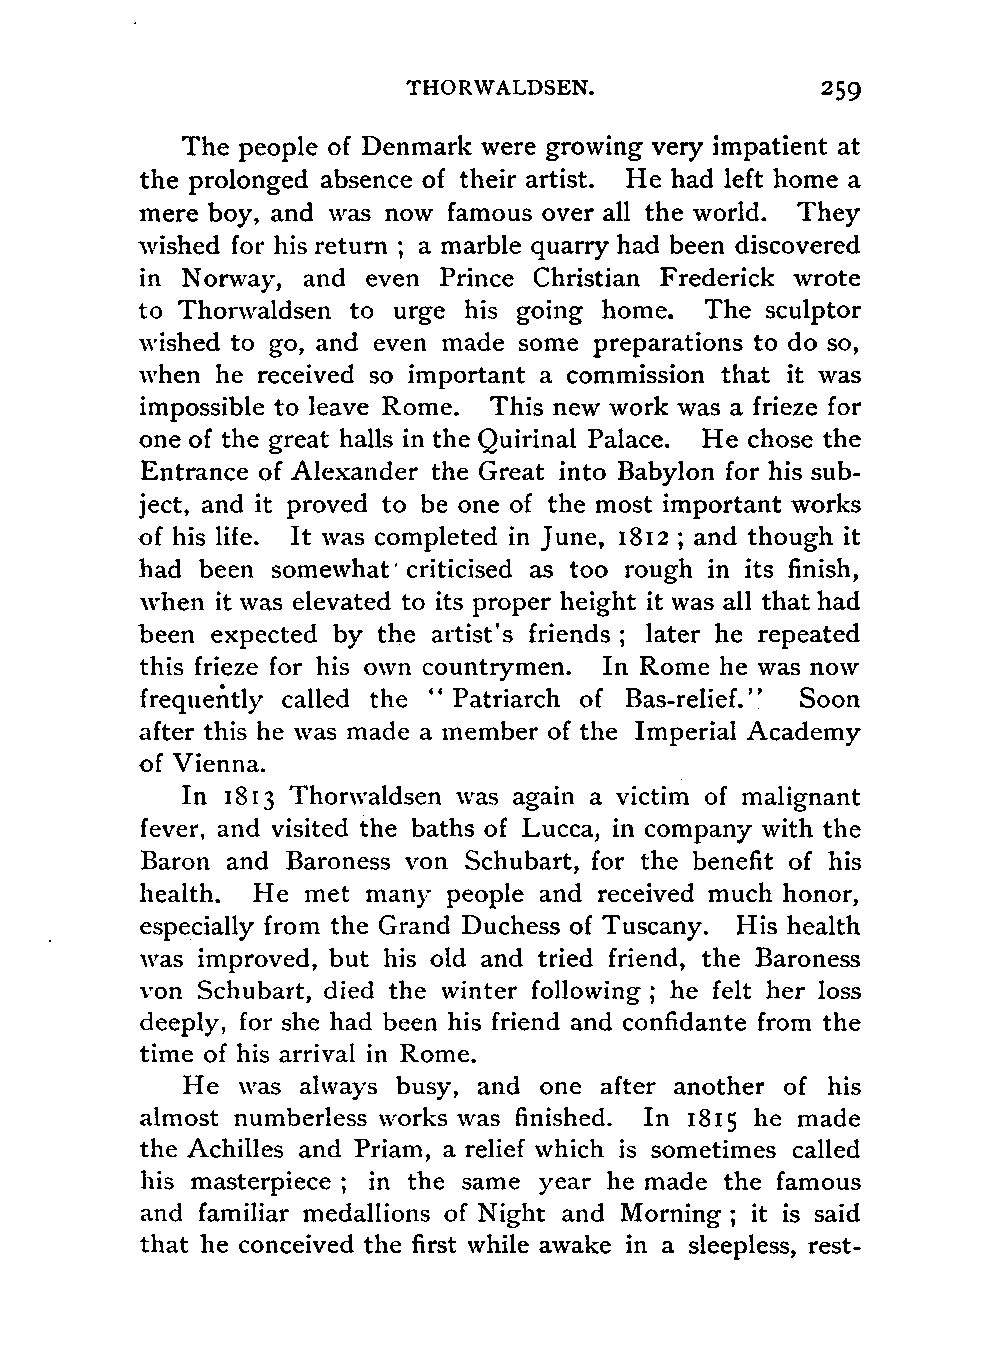 THORWALDSEN. 259
The people of Denmark were growing very impatient at
the prolonged absence of their artist. He had left home a
mere boy, and was now famous over all the world. They
wished for his return ; a marble quarry had been discovered
in Norway, and even Prince Christian Frederick wrote
to Thorwaldsen to urge his going home. The sculptor
wished to go, and even made some preparations to do so,
when he received so important a commission that it was
impossible to leave Rome. This new work was a frieze for
one of the great halls in the Quirinal Palace. He chose the
Entrance of Alexander the Great into Babylon for his sub-
ject, and it proved to be one of the most important works
of his life. It was completed in June, 1812 ; and though it
had been somewhat criticised as too rough in its finish,
when it was elevated to its proper height it was all that had
been expected by the artist's friends ; later he repeated
this frieze for his own countrymen. In Rome he was now
frequently called the " Patriarch of Bas-relief." Soon
after this he was made a member of the Imperial Academy
of Vienna.
In 1813 Thorwaldsen was again a victim of malignant
fever, and visited the baths of Lucca, in company with the
Baron and Baroness von Schubart, for the benefit of his
health. He met many people and received much honor,
especially from the Grand Duchess of Tuscany. His health
was improved, but his old and tried friend, the Baroness
von Schubart, died the winter following ; he felt her loss
deeply, for she had been his friend and confidante from the
time of his arrival in Rome.
He was always busy, and one after another of his
almost numberless works was finished. In 1815 he made
the Achilles and Priam, a relief which is sometimes called
his masterpiece ; in the same year he made the famous
and familiar medallions of Night and Morning ; it is said
that he conceived the first while awake in a sleepless, rest-